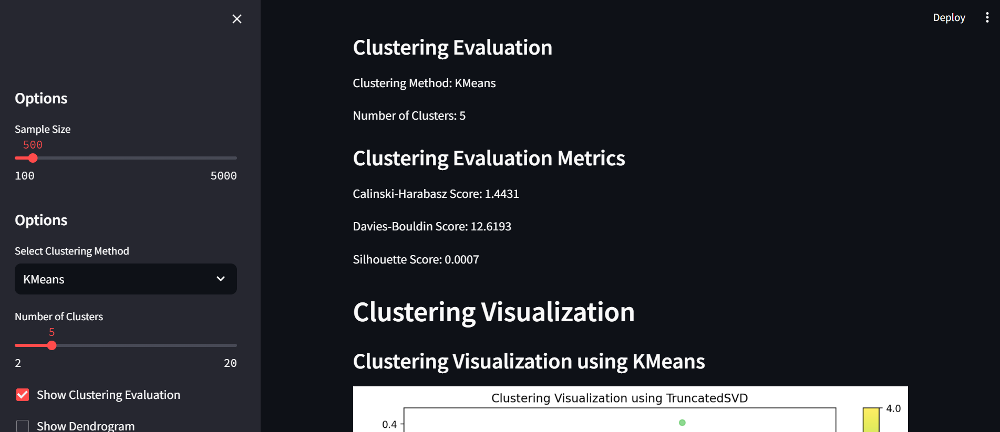 Options
Sample Size
500
100 5000
Options
Select Clustering Method
KMeans
Number of Clusters
5
2 20
Show Clustering Evaluation
Show Dendrogram
Deploy
Clustering Evaluation
Clustering Method: KMeans
Number of Clusters: 5
Clustering Evaluation Metrics
Calinski-Harabasz Score: 1.4431
Davies-Bouldin Score: 12.6193
Silhouette Score: 0.0007
Clustering Visualization
Clustering Visualization using KMeans
Clustering Visualization using TruncatedSVD
4.0
0.4